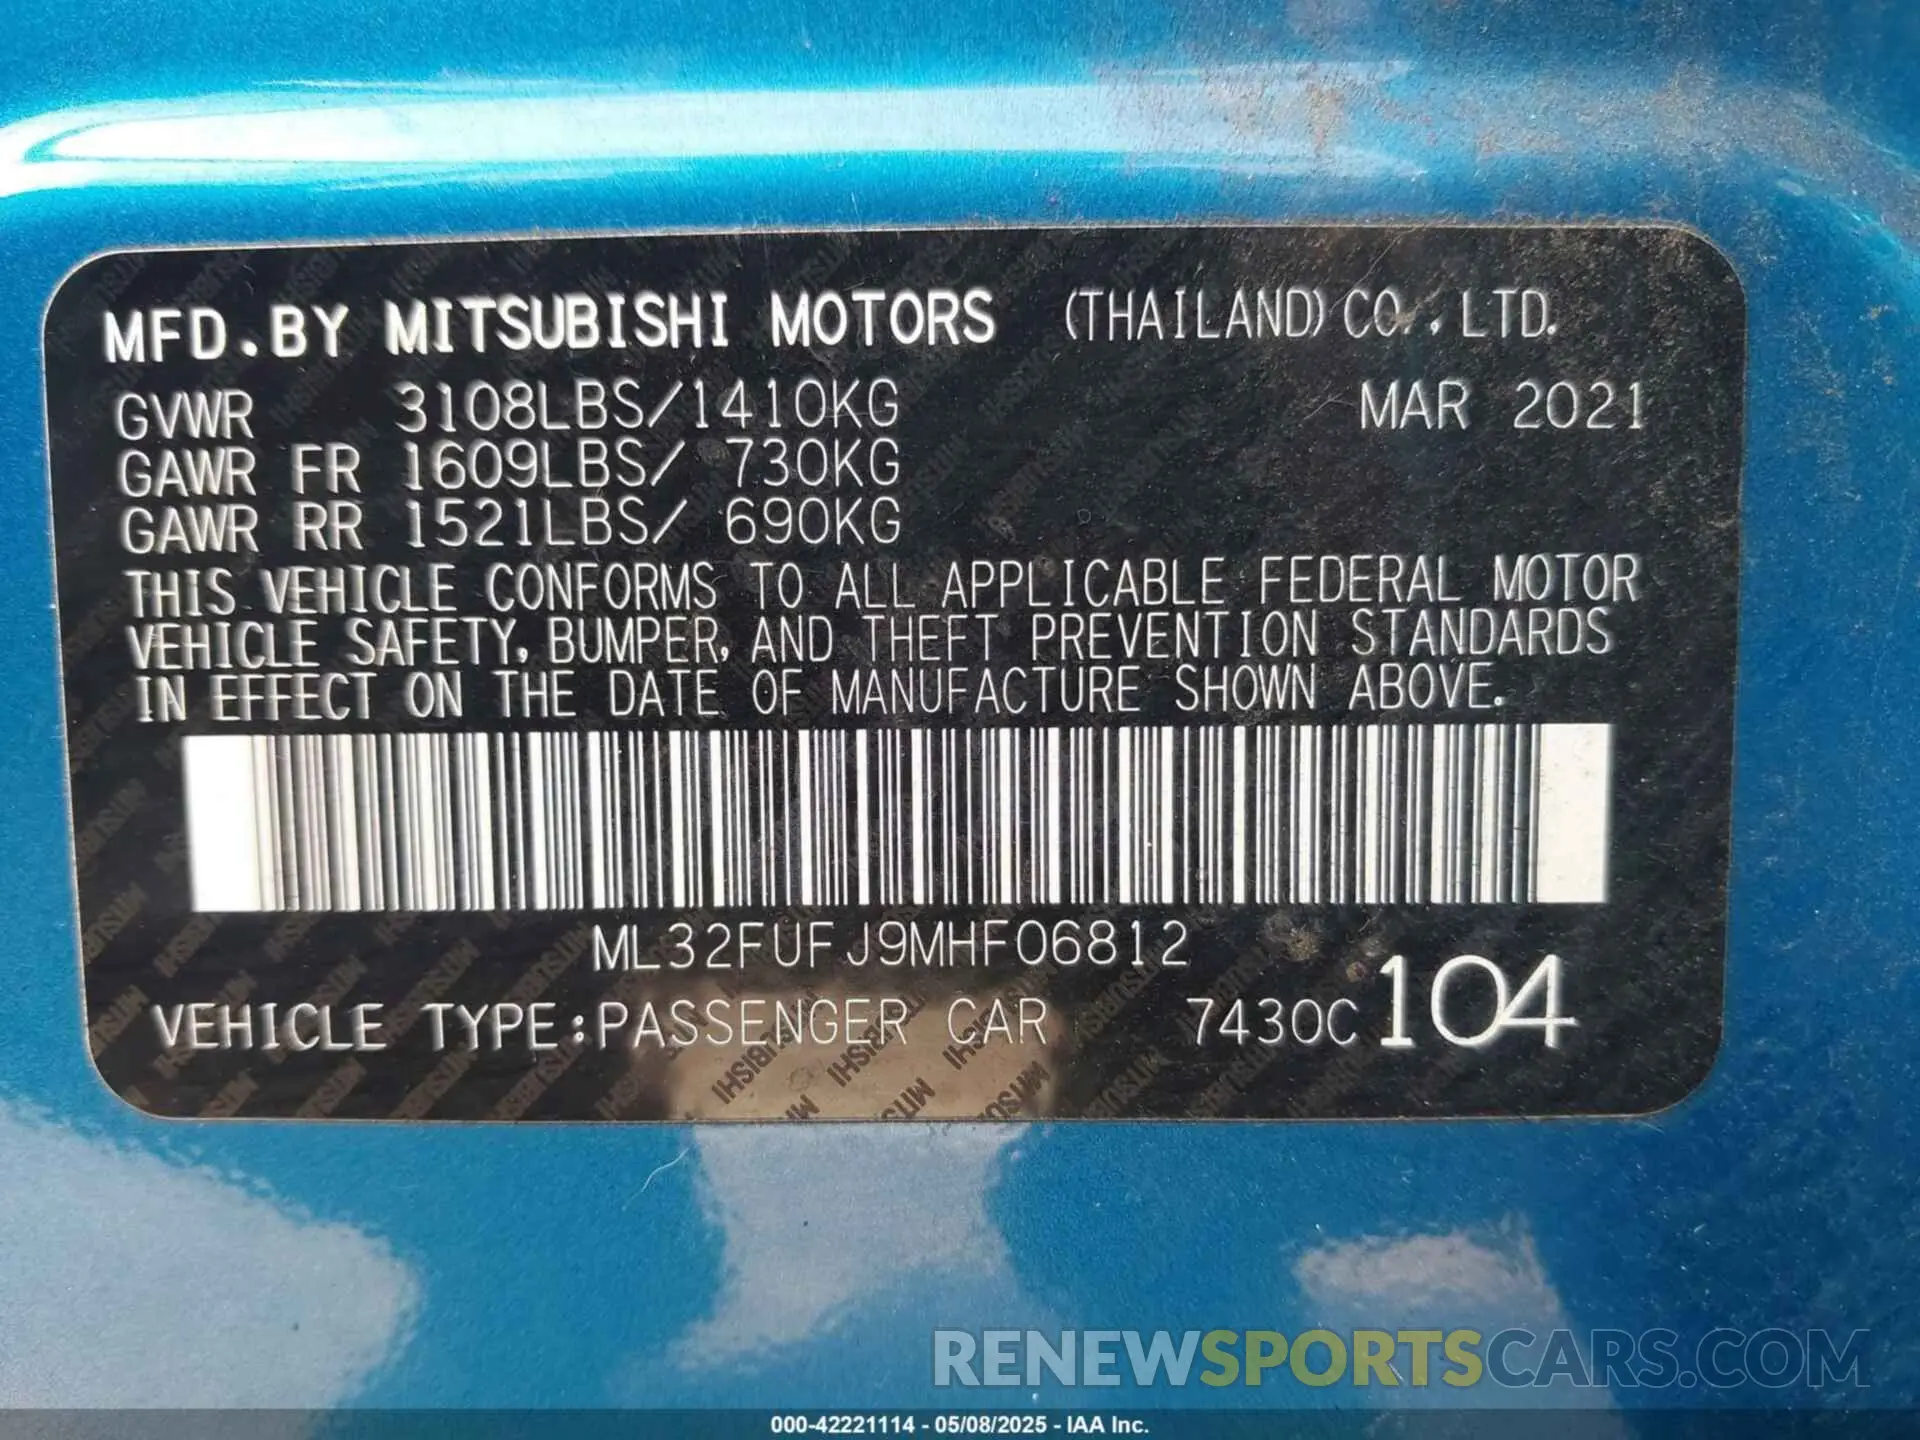 MFD.BY MITSUBISHI MOTORS (THAILAND) CO., LTD.
GVWR 3108LBS/1410KG MAR 2021
GAWR FR 1609LBS/ 730KG
GAWR RR 1521LBS/ 690KG
THIS VEHICLE CONFORMS TO ALL APPLICABLE FEDERAL MOTOR
VEHICLE SAFETY, BUMPER, AND THEFT PREVENTION STANDARDS
IN EFFECT ON THE DATE OF MANUFACTURE SHOWN ABOVE.
ML32FUFJ9MHF06812
VEHICLE TYPE:PASSENGER CAR 7430C 104
RENEWSPORTSCARS.COM
000-42221114 - 05/08/2025 - IAA Inc.